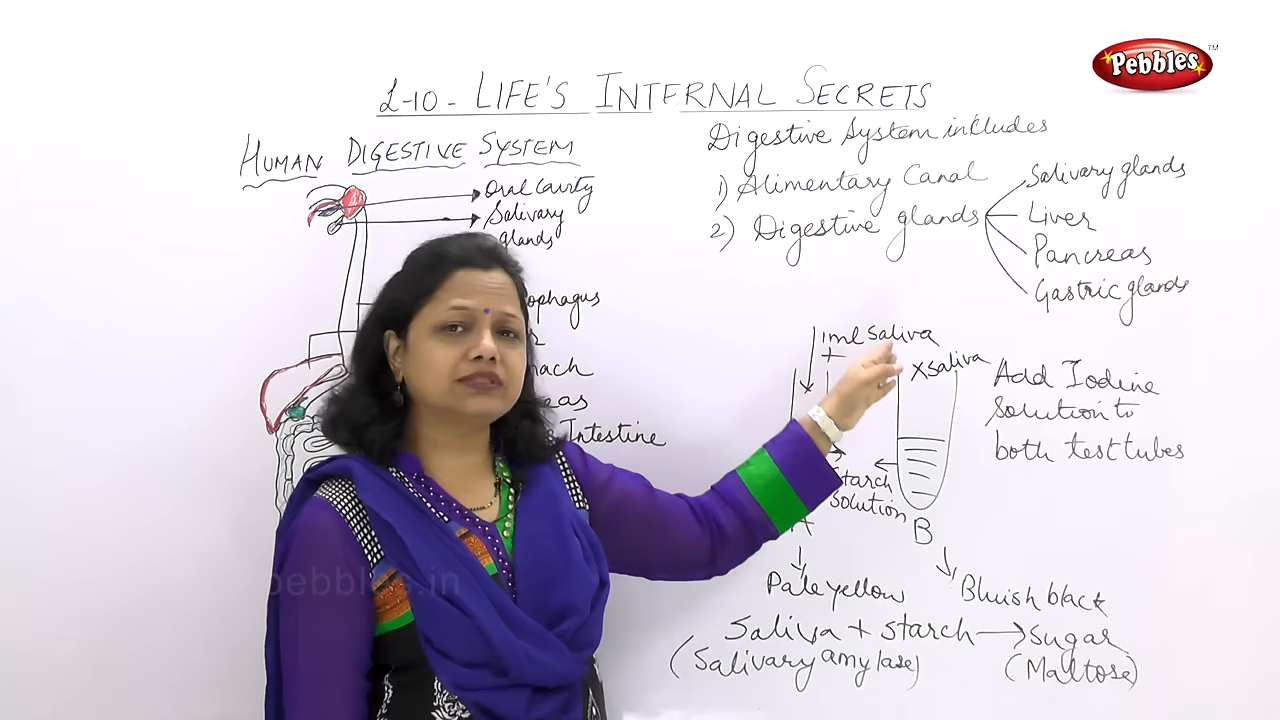 Pebbles
TM
L-10 - LIFE'S INTERNAL SECRETS
HUMAN DIGESTIVE SYSTEM
Oral cavity
Salivary
glands
ophagus
mach
eas
Intestine
Digestive System includes
1) Alimentary Canal
2) Digestive glands
Salivary glands
Liver
Pancreas
Gastric glands
1ml Saliva
+
X saliva
Add Iodine
solution to
both test tubes
starch
solution
A
B
Pale yellow
Bluish black
Saliva + starch → Sugar
(Salivary amylase) (Maltose)
pebbles.in